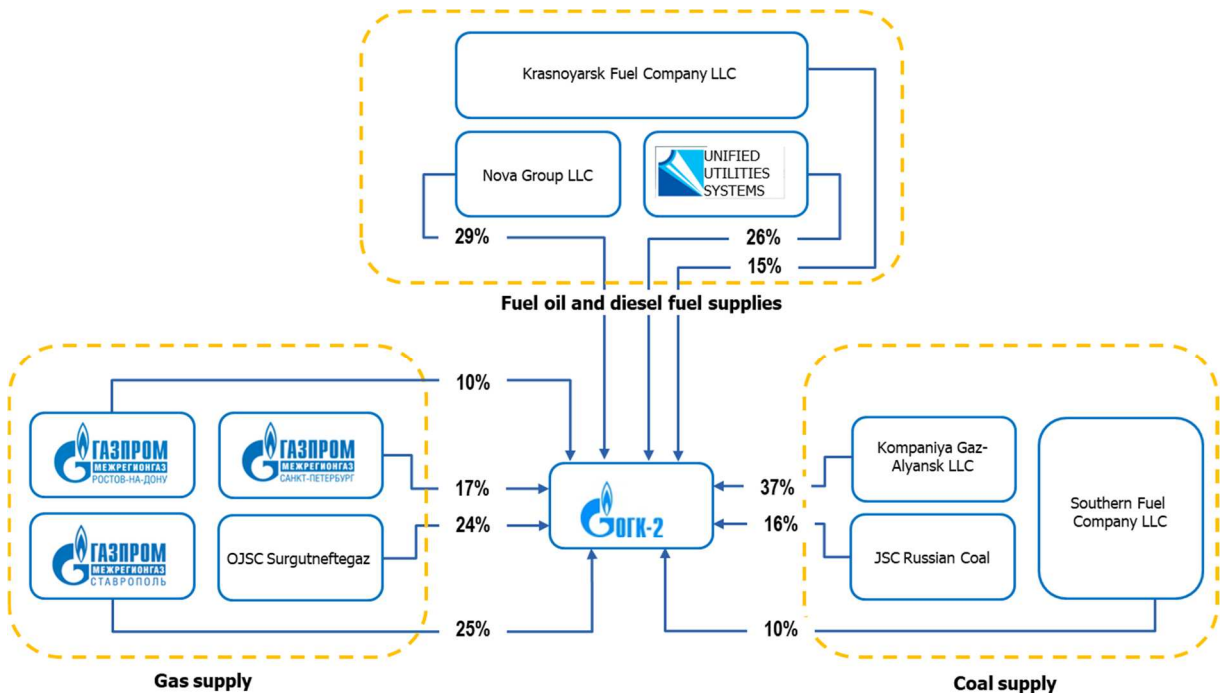 Krasnoyarsk Fuel Company LLC
Nova Group LLC
UNIFIED
UTILITIES
SYSTEMS
29%
26%
15%
Fuel oil and diesel fuel supplies
10%
ГАЗПРОМ
МЕЖРЕГИОНГАЗ
РОСТОВ-НА-ДОНУ
ГАЗПРОМ
МЕЖРЕГИОНГАЗ
САНКТ-ПЕТЕРБУРГ
17%
24%
ГАЗПРОМ
МЕЖРЕГИОНГАЗ
СТАВРОПОЛЬ
OJSC Surgutneftegaz
25%
Gas supply
ОГК-2
Kompaniya Gaz-
Alyansk LLC
37%
16%
JSC Russian Coal
Southern Fuel
Company LLC
10%
Coal supply